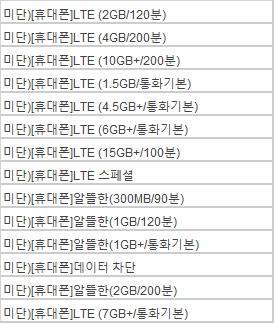 미단)[휴대폰]LTE (2GB/120분)
미단)[휴대폰]LTE (4GB/200분)
미단)[휴대폰]LTE (10GB+/200분)
미단)[휴대폰]LTE (1.5GB/통화기본)
미단)[휴대폰]LTE (4.5GB+/통화기본)
미단)[휴대폰]LTE (6GB+/통화기본)
미단)[휴대폰]LTE (15GB+/100분)
미단)[휴대폰]LTE 스페셜
미단)[휴대폰]알뜰한(300MB/90분)
미단)[휴대폰]알뜰한(1GB/120분)
미단)[휴대폰]알뜰한(1GB+/통화기본)
미단)[휴대폰]데이터 차단
미단)[휴대폰]알뜰한(2GB/200분)
미단)[휴대폰]LTE (7GB+/통화기본)